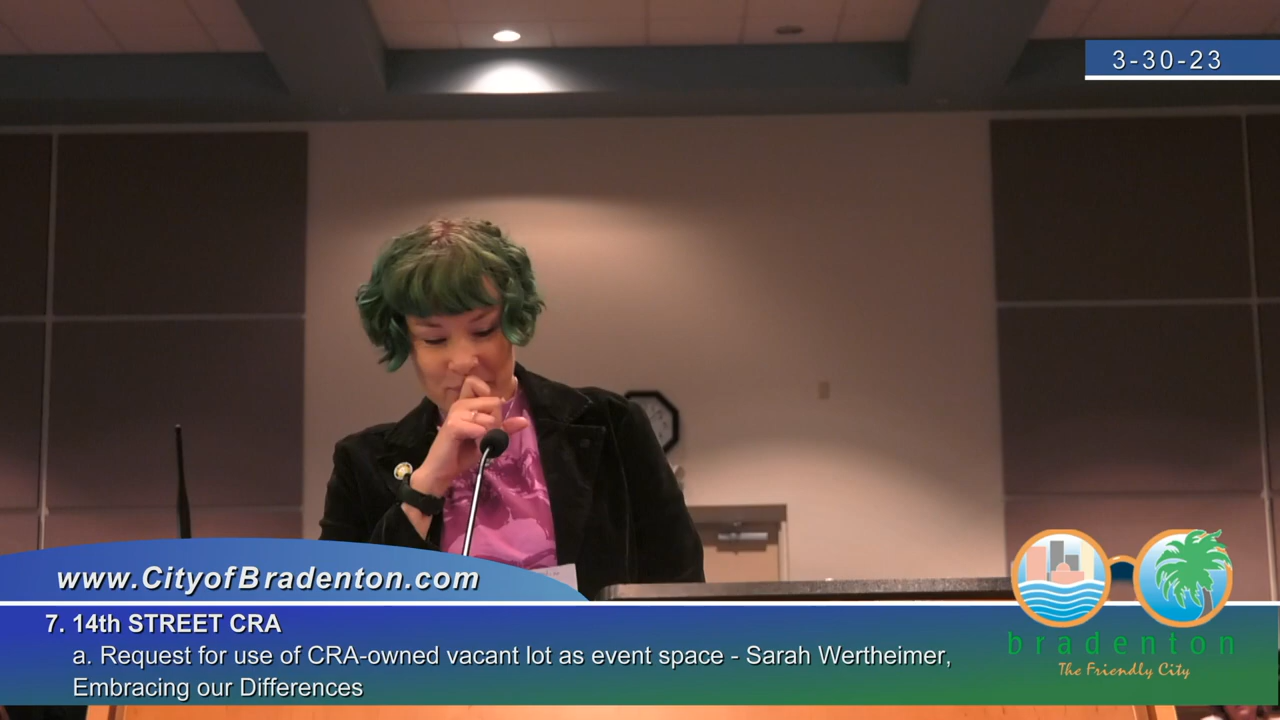 3-30-23
www.CityofBradenton.com
7. 14th STREET CRA
a. Request for use of CRA-owned vacant lot as event space - Sarah Wertheimer,
Embracing our Differences
bradenton
The Friendly City